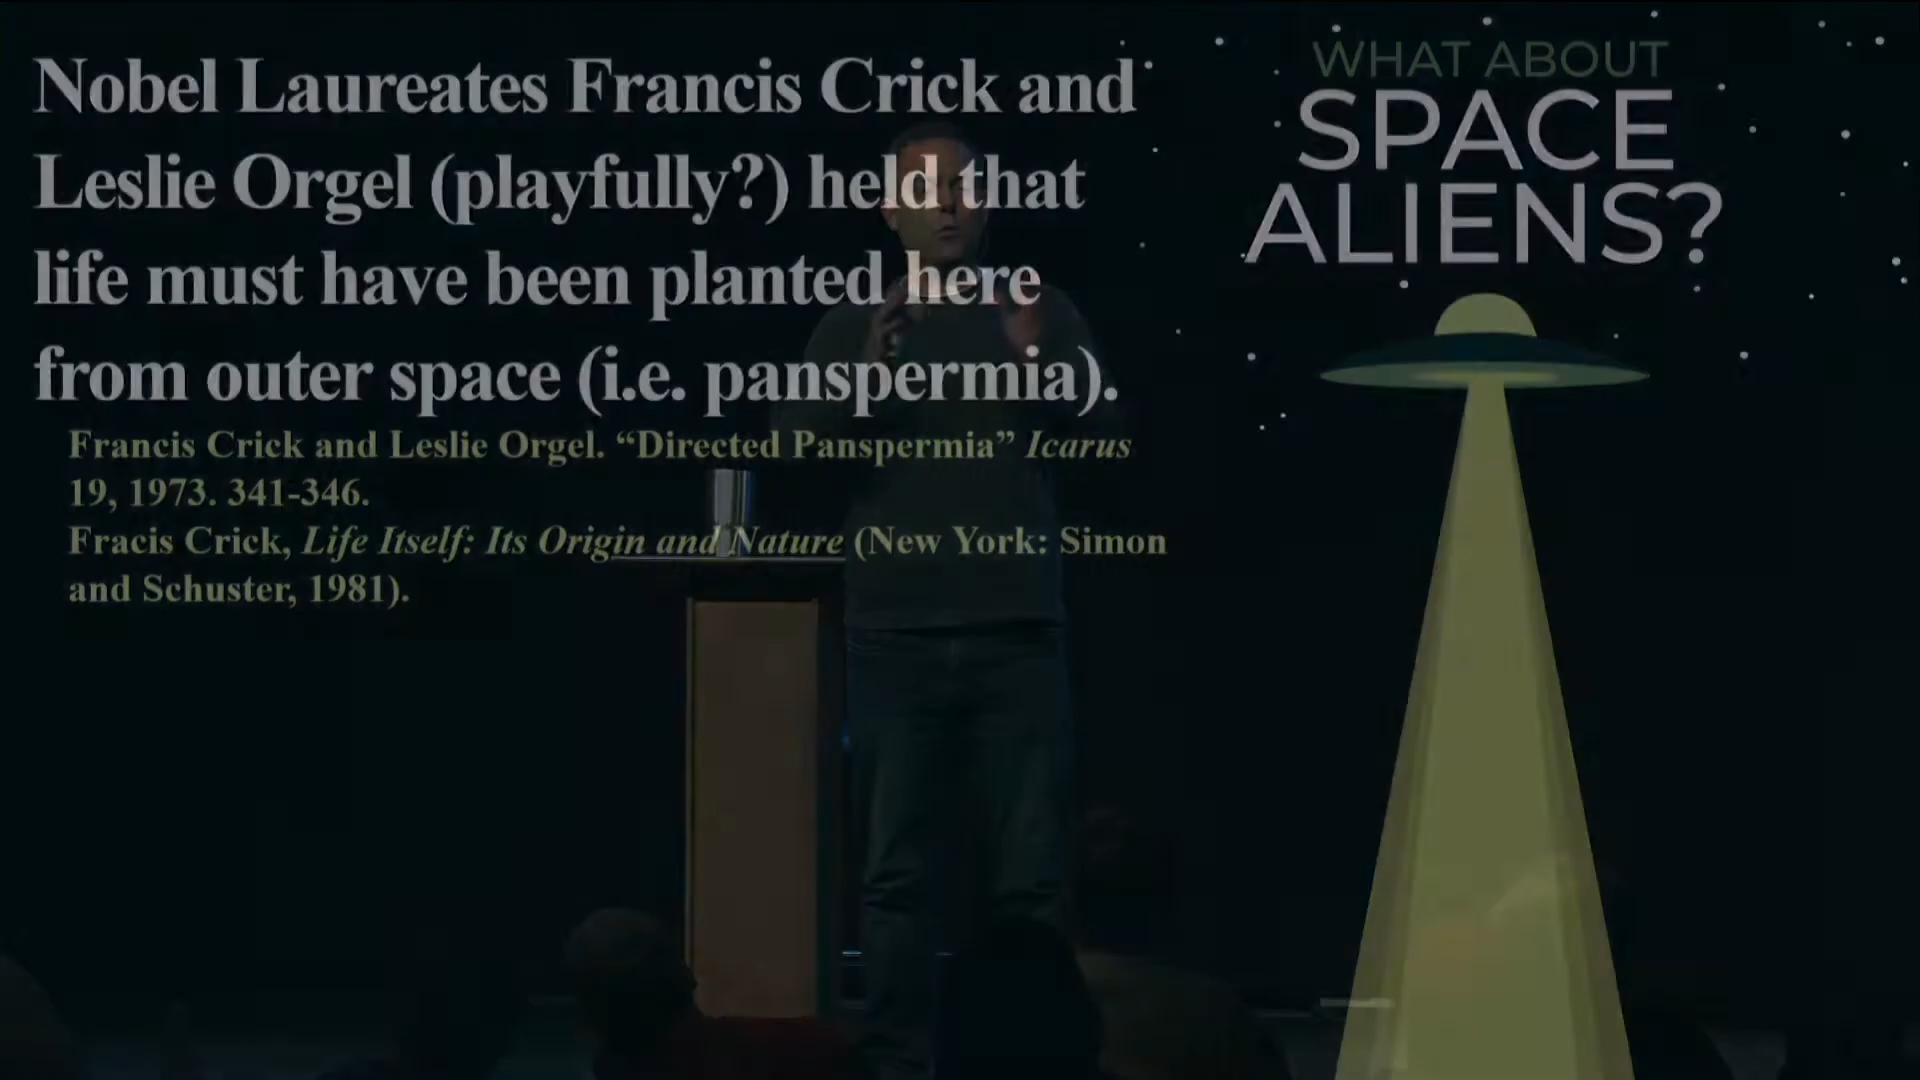 Nobel Laureates Francis Crick and
Leslie Orgel (playfully?) held that
life must have been planted here
from outer space (i.e. panspermia).
Francis Crick and Leslie Orgel. “Directed Panspermia” Icarus
19, 1973. 341-346.
Fracis Crick, Life Itself: Its Origin and Nature (New York: Simon
and Schuster, 1981).
WHAT ABOUT
SPACE
ALIENS?